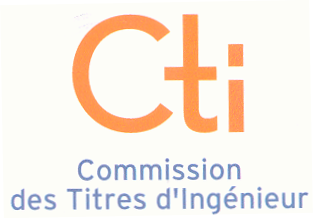 Cti
Commission
des Titres d'Ingénieur